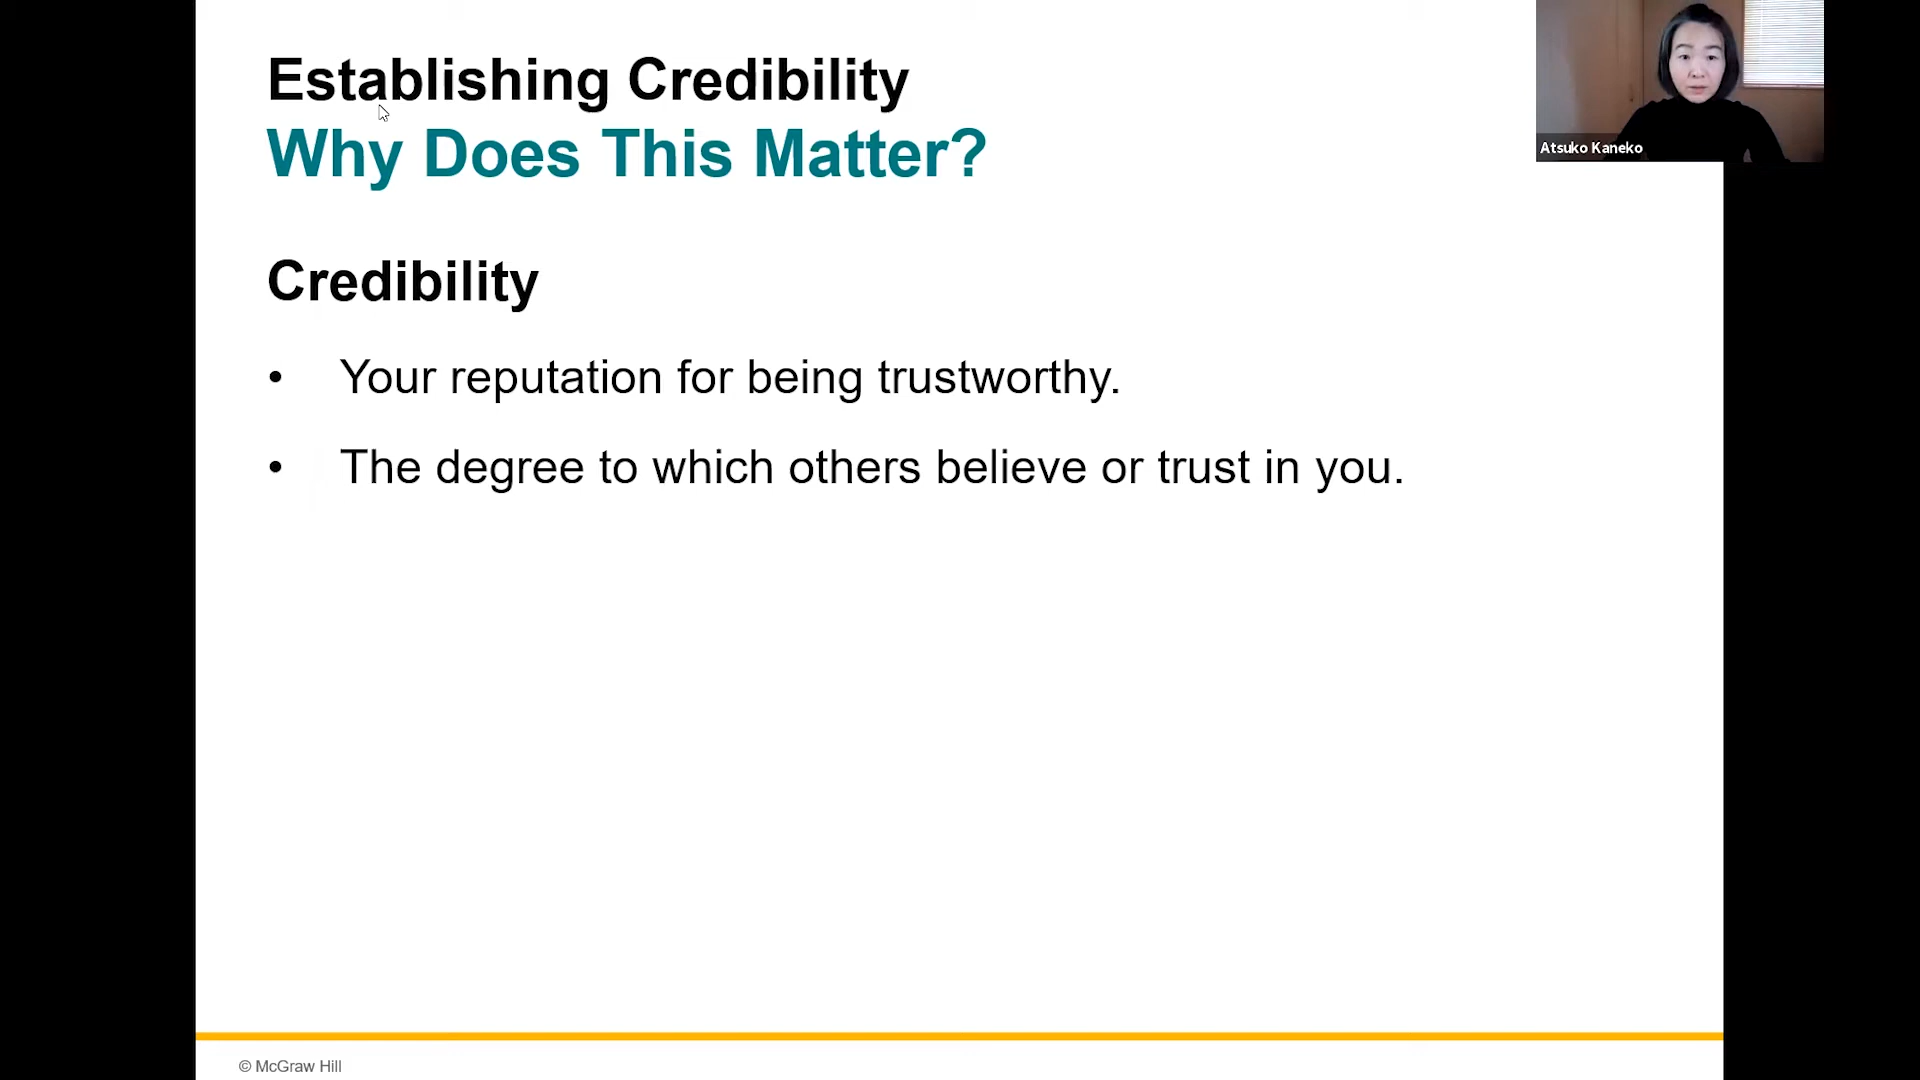 Establishing Credibility
Why Does This Matter?
Atsuko Kaneko
Credibility
• Your reputation for being trustworthy.
• The degree to which others believe or trust in you.
© McGraw Hill